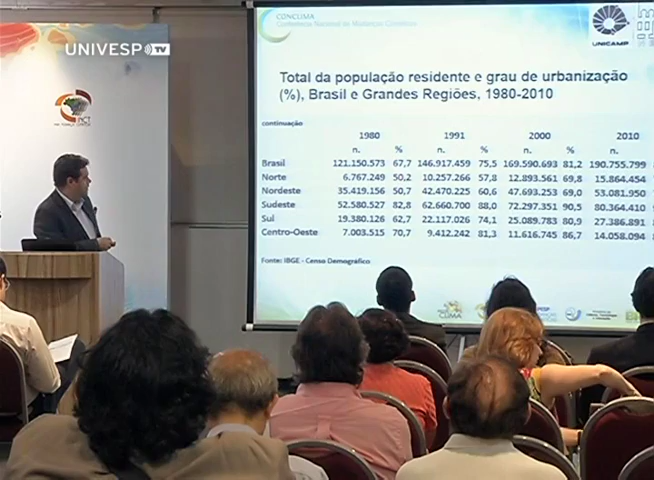 UNIVESP TV
CONCLIMA
Conferência Nacional de Mudanças Climáticas
UNICAMP
INCT
Total da população residente e grau de urbanização
(%), Brasil e Grandes Regiões, 1980-2010
continuação
1980 1991 2000 2010
n. % n. % n. % n.
Brasil 121.150.573 67,7 146.917.459 75,5 169.590.693 81,2 190.755.799
Norte 6.767.249 50,2 10.257.266 57,8 12.893.561 69,8 15.864.454
Nordeste 35.419.156 50,7 42.470.225 60,6 47.693.253 69,0 53.081.950
Sudeste 52.580.527 82,8 62.660.700 88,0 72.297.351 90,5 80.364.410
Sul 19.380.126 62,7 22.117.026 74,1 25.089.783 80,9 27.386.891
Centro-Oeste 7.003.515 70,7 9.412.242 81,3 11.616.745 86,7 14.058.094
Fonte: IBGE - Censo Demográfico
CLIMA